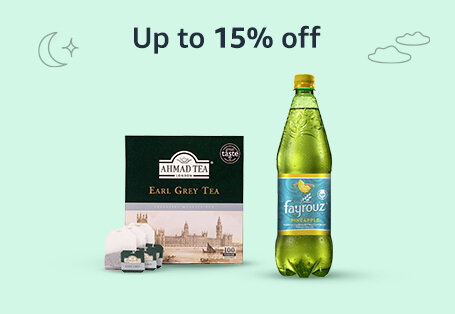 Up to 15% off
taste
AHMAD TEA
LONDON
EARL GREY TEA
100
fayrouz
PINEAPPLE